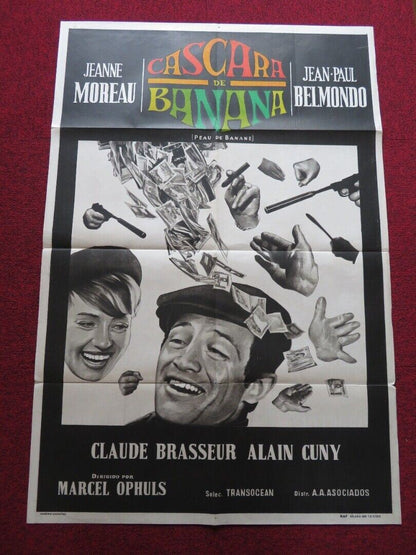 JEANNE
MOREAU
CASCARA
DE
BANANA
[PEAU DE BANANE]
JEAN-PAUL
BELMONDO
CLAUDE BRASSEUR ALAIN CUNY
DIRIGIDO POR
MARCEL OPHULS
Selec. TRANSOCEAN
Distr. A.A.ASOCIADOS